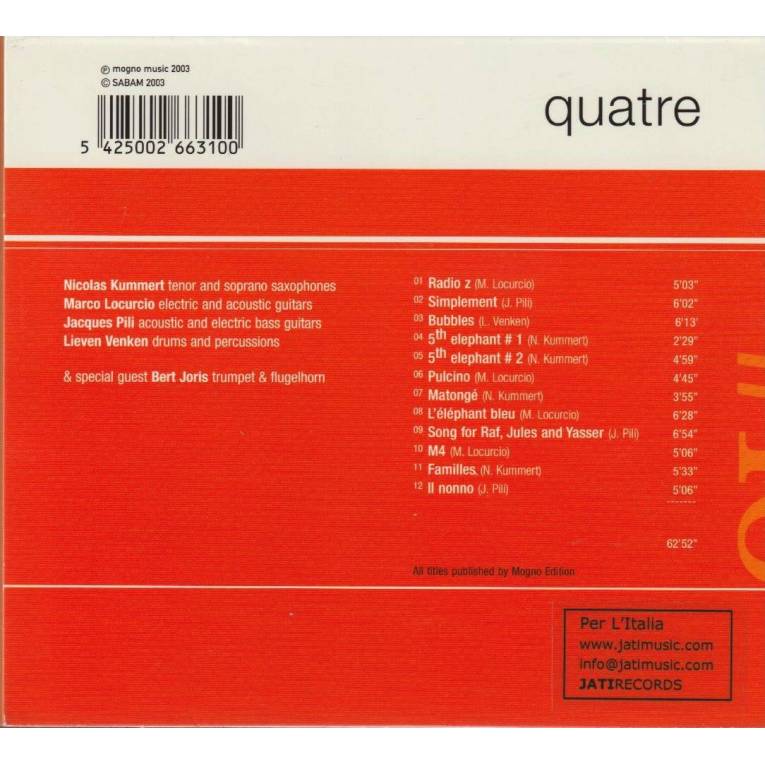 ℗ mogno music 2003
© SABAM 2003
5 425002 663100
quatre
Nicolas Kummert tenor and soprano saxophones
Marco Locurcio electric and acoustic guitars
Jacques Pili acoustic and electric bass guitars
Lieven Venken drums and percussions
& special guest Bert Joris trumpet & flugelhorn
01 Radio z (M. Locurcio) 5'03"
02 Simplement (J. Pili) 6'02"
03 Bubbles (L. Venken) 6'13'
04 5th elephant # 1 (N. Kummert) 2'29"
05 5th elephant # 2 (N. Kummert) 4'59"
06 Pulcino (M. Locurcio) 4'45"
07 Matongé (N. Kummert) 3'55"
08 L'éléphant bleu (M. Locurcio) 6'28"
09 Song for Raf, Jules and Yasser (J. Pili) 6'54"
10 M4 (M. Locurcio) 5'06"
11 Familles (N. Kummert) 5'33"
12 Il nonno (J. Pili) 5'06"
-------
62'52"
All titles published by Mogno Edition
Per L'Italia
www.jatimusic.com
info@jatimusic.com
JATIRECORDS